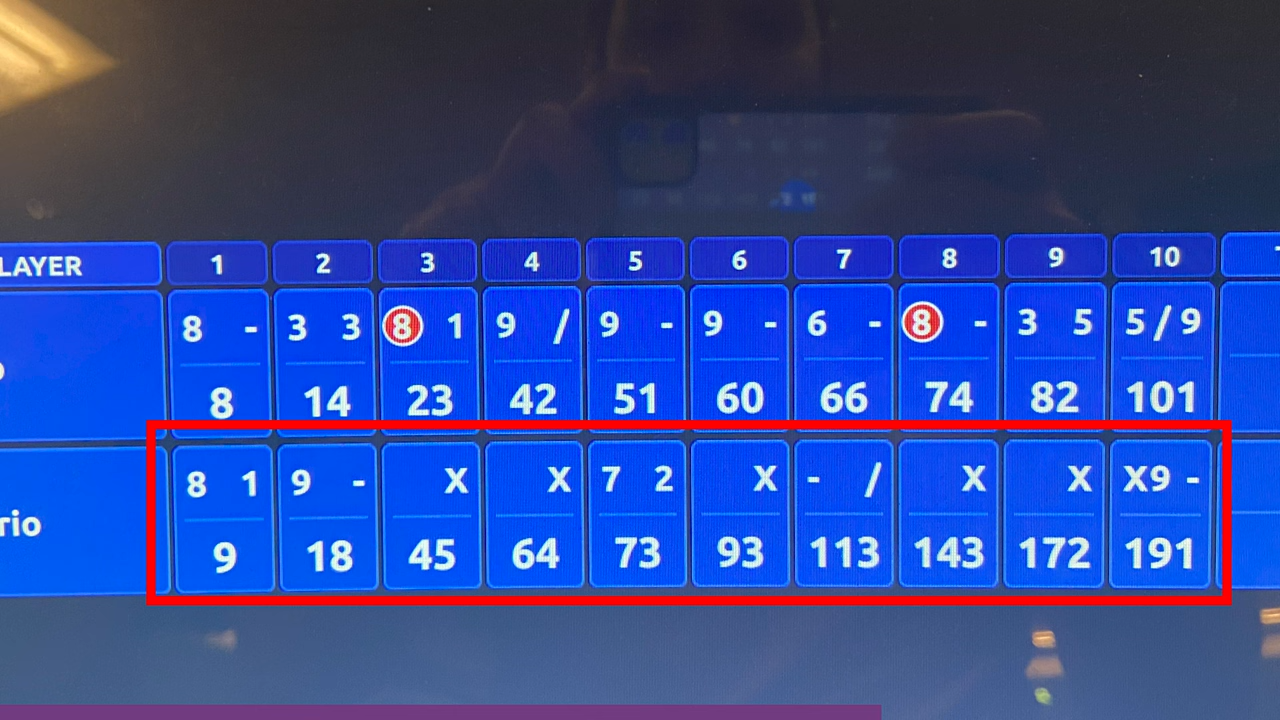 LAYER 1 2 3 4 5 6 7 8 9 10
8 - 3 3 8 1 9 / 9 - 9 - 6 - 8 - 3 5 5 / 9
8 14 23 42 51 60 66 74 82 101
8 1 9 - X X 7 2 X - / X X X9 -
rio
9 18 45 64 73 93 113 143 172 191